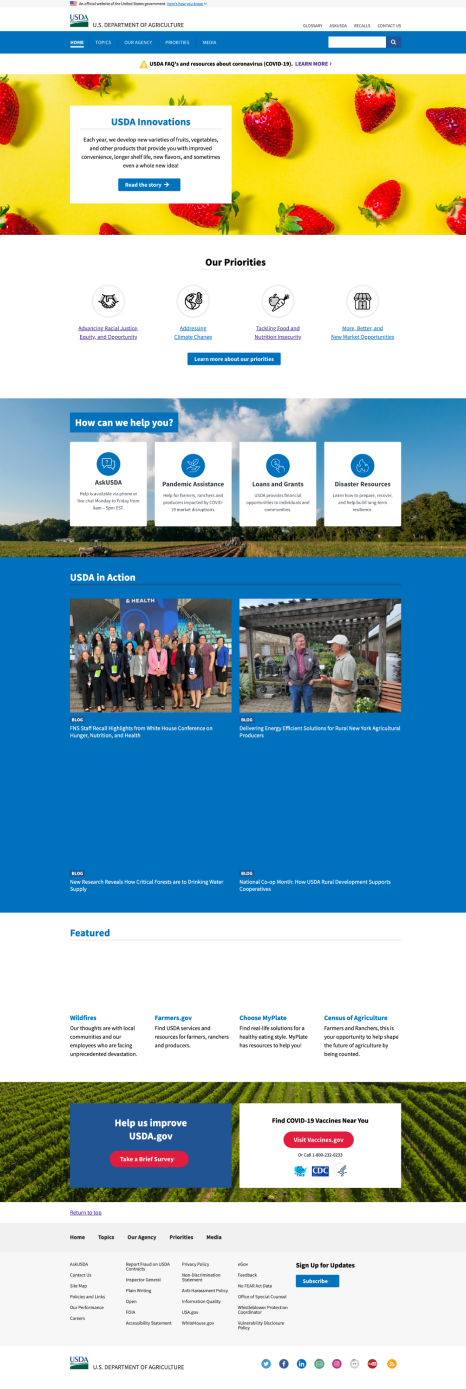 An official website of the United States government Here's how you know
USDA
U.S. DEPARTMENT OF AGRICULTURE
GLOSSARY ASKUSDA RECALLS CONTACT US
HOME TOPICS OUR AGENCY PRIORITIES MEDIA
USDA FAQ's and resources about coronavirus (COVID-19). LEARN MORE ›
USDA Innovations
Each year, we develop new varieties of fruits, vegetables,
and other products that provide you with improved
convenience, longer shelf life, new flavors, and sometimes
even a whole new idea!
Read the story →
Our Priorities
Advancing Racial Justice,
Equity, and Opportunity
Addressing
Climate Change
Tackling Food and
Nutrition Insecurity
More, Better, and
New Market Opportunities
Learn more about our priorities
How can we help you?
AskUSDA
Help is available via phone or
live chat Monday to Friday from
8am – 5pm EST.
Pandemic Assistance
Help for farmers, ranchers and
producers impacted by COVID-
19 market disruptions.
Loans and Grants
USDA provides financial
opportunities to individuals and
communities.
Disaster Resources
Learn how to prepare, recover,
and help build long-term
resilience.
USDA in Action
& HEALTH
BLOG
FNS Staff Recall Highlights from White House Conference on
Hunger, Nutrition, and Health
BLOG
Delivering Energy Efficient Solutions for Rural New York Agricultural
Producers
BLOG
New Research Reveals How Critical Forests are to Drinking Water
Supply
BLOG
National Co-op Month: How USDA Rural Development Supports
Cooperatives
Featured
Wildfires
Our thoughts are with local
communities and our
employees who are facing
unprecedented devastation.
Farmers.gov
Find USDA services and
resources for farmers, ranchers
and producers.
Choose MyPlate
Find real-life solutions for a
healthy eating style. MyPlate
has resources to help you!
Census of Agriculture
Farmers and Ranchers, this is
your opportunity to help shape
the future of agriculture by
being counted.
Help us improve
USDA.gov
Take a Brief Survey
Find COVID-19 Vaccines Near You
Visit Vaccines.gov
Or Call 1-800-232-0233
CDC
Return to top
Home Topics Our Agency Priorities Media
AskUSDA
Contact Us
Site Map
Policies and Links
Our Performance
Careers
Report Fraud on USDA
Contracts
Inspector General
Plain Writing
Open
FOIA
Accessibility Statement
Privacy Policy
Non-Discrimination
Statement
Anti-Harassment Policy
Information Quality
USA.gov
WhiteHouse.gov
eGov
Feedback
No FEAR Act Data
Office of Special Counsel
Whistleblower Protection
Coordinator
Vulnerability Disclosure
Policy
Sign Up for Updates
Subscribe
USDA
U.S. DEPARTMENT OF AGRICULTURE